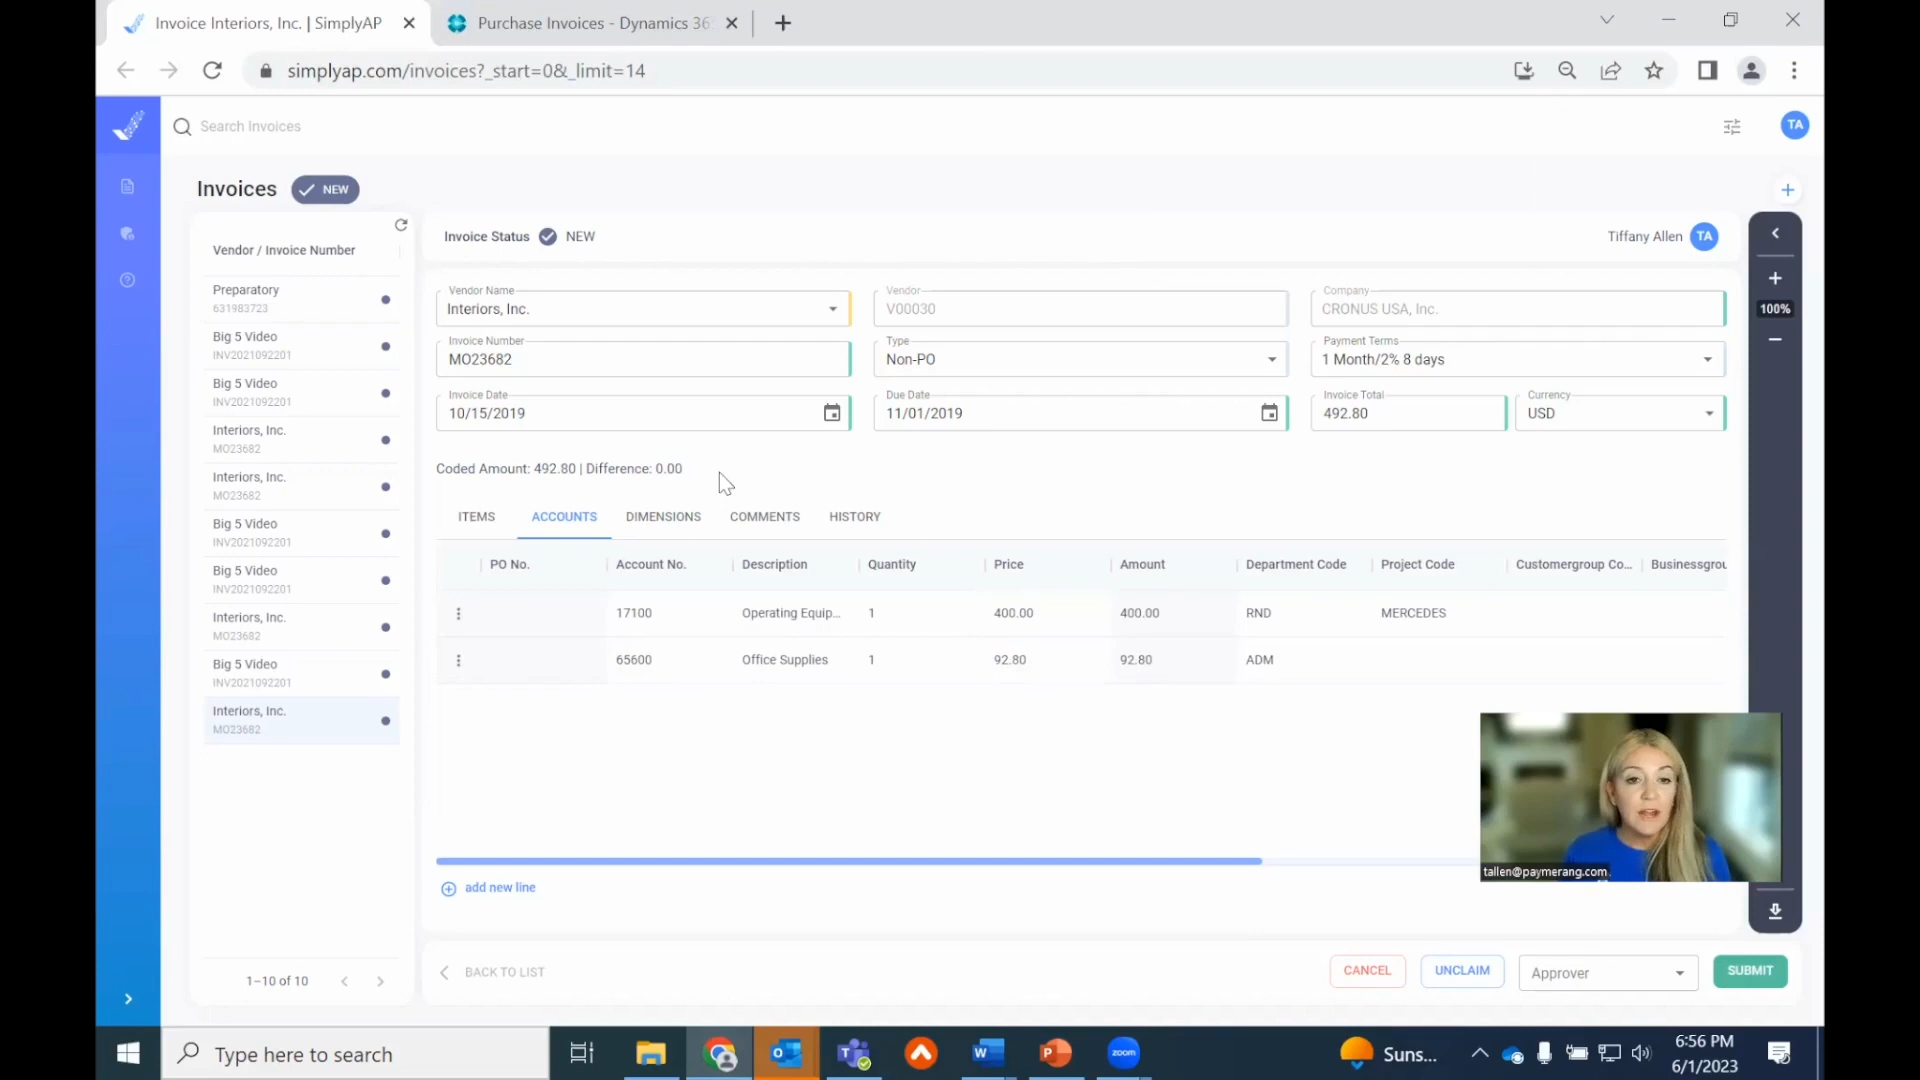 Invoice Interiors, Inc. | SimplyAP
Purchase Invoices - Dynamics 36
simplyap.com/invoices?_start=0&_limit=14
Search Invoices
TA
Invoices
NEW
Vendor / Invoice Number
Preparatory
631983723
Big 5 Video
INV2021092201
Big 5 Video
INV2021092201
Interiors, Inc.
MO23682
Interiors, Inc.
MO23682
Big 5 Video
INV2021092201
Big 5 Video
INV2021092201
Interiors, Inc.
MO23682
Big 5 Video
INV2021092201
Interiors, Inc.
MO23682
1–10 of 10
Invoice Status NEW
Tiffany Allen TA
Vendor Name
Interiors, Inc.
Vendor
V00030
Company
CRONUS USA, Inc.
Invoice Number
MO23682
Type
Non-PO
Payment Terms
1 Month/2% 8 days
Invoice Date
10/15/2019
Due Date
11/01/2019
Invoice Total
492.80
Currency
USD
Coded Amount: 492.80 | Difference: 0.00
ITEMS ACCOUNTS DIMENSIONS COMMENTS HISTORY
PO No. Account No. Description Quantity Price Amount Department Code Project Code Customergroup Co... Businessgrou
17100 Operating Equip... 1 400.00 400.00 RND MERCEDES
65600 Office Supplies 1 92.80 92.80 ADM
add new line
BACK TO LIST
CANCEL
UNCLAIM
Approver
SUBMIT
100%
tallen@paymerang.com
Type here to search
zoom
Suns...
6:56 PM
6/1/2023